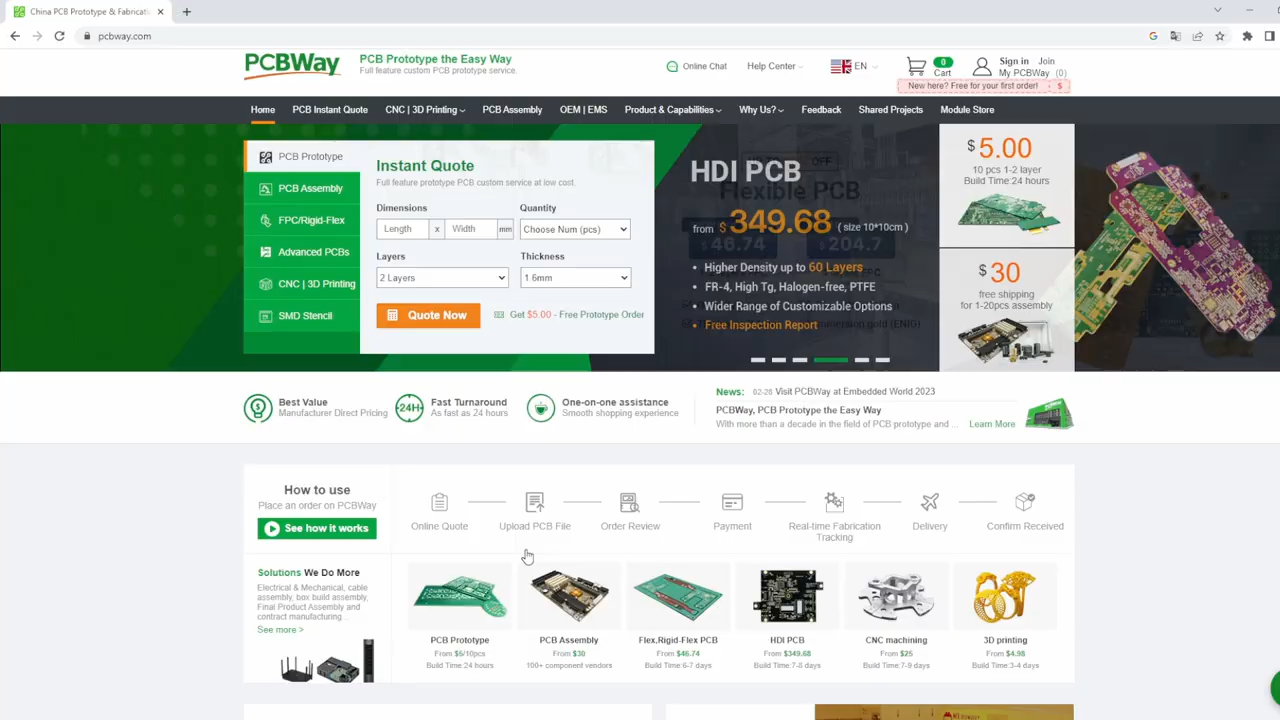 China PCB Prototype & Fabricati
pcbway.com
PCBWay
PCB Prototype the Easy Way
Full feature custom PCB prototype service.
Online Chat
Help Center
EN
0
Cart
Sign in Join
My PCBWay (0)
New here? Free for your first order! - $
Home
PCB Instant Quote
CNC | 3D Printing
PCB Assembly
OEM | EMS
Product & Capabilities
Why Us?
Feedback
Shared Projects
Module Store
PCB Prototype
PCB Assembly
FPC/Rigid-Flex
Advanced PCBs
CNC | 3D Printing
SMD Stencil
Instant Quote
Full feature prototype PCB custom service at low cost.
Dimensions
Quantity
Length x Width mm
Choose Num (pcs)
Layers
Thickness
2 Layers
1.6mm
Quote Now
Get $5.00 - Free Prototype Order
HDI PCB
Flexible PCB
from $ 349.68 ( size 10*10cm )
$46.74
$204.7
• Higher Density up to 60 Layers
• FR-4, High Tg, Halogen-free, PTFE
• Wider Range of Customizable Options
• Free Inspection Report
$ 5.00
10 pcs 1-2 layer
Build Time:24 hours
$ 30
free shipping
for 1-20pcs assembly
Best Value
Manufacturer Direct Pricing
24H
Fast Turnaround
As fast as 24 hours
One-on-one assistance
Smooth shopping experience
News: 02-28 Visit PCBWay at Embedded World 2023
PCBWay, PCB Prototype the Easy Way
With more than a decade in the field of PCB prototype and ...
Learn More
How to use
Place an order on PCBWay
See how it works
Online Quote
Upload PCB File
Order Review
Payment
Real-time Fabrication
Tracking
Delivery
Confirm Received
Solutions We Do More
Electrical & Mechanical, cable
assembly, box build assembly,
Final Product Assembly and
contract manufacturing ..
See more >
PCB Prototype
From $5/10pcs
Build Time:24 hours
PCB Assembly
From $30
100+ component vendors
Flex,Rigid-Flex PCB
From $46.74
Build Time:6-7 days
HDI PCB
From $349.68
Build Time:7-8 days
CNC machining
From $25
Build Time:7-9 days
3D printing
From $4.98
Build Time:3-4 days